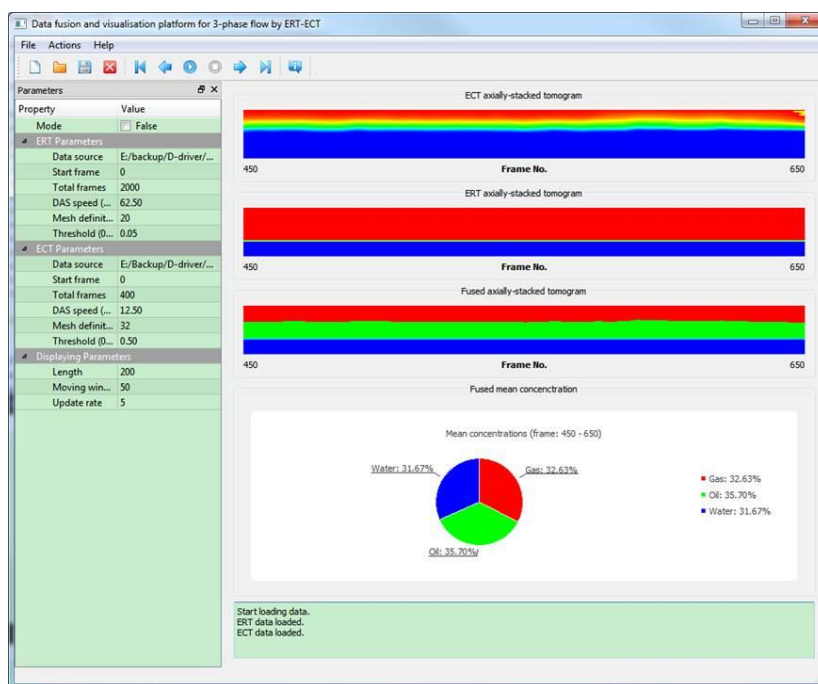 Data fusion and visualisation platform for 3-phase flow by ERT-ECT
File Actions Help
Parameters
Property Value
Mode False
ERT Parameters
Data source E:/backup/D-driver/...
Start frame 0
Total frames 2000
DAS speed (... 62.50
Mesh definit... 20
Threshold (0... 0.05
ECT Parameters
Data source E:/Backup/D-driver/...
Start frame 0
Total frames 400
DAS speed (... 12.50
Mesh definit... 32
Threshold (0... 0.50
Displaying Parameters
Length 200
Moving win... 50
Update rate 5
ECT axially-stacked tomogram
450 Frame No. 650
ERT axially-stacked tomogram
450 Frame No. 650
Fused axially-stacked tomogram
450 Frame No. 650
Fused mean concenctration
Mean concentrations (frame: 450 - 650)
Water: 31.67%
Gas: 32.63%
Oil: 35.70%
Gas: 32.63%
Oil: 35.70%
Water: 31.67%
Start loading data.
ERT data loaded.
ECT data loaded.